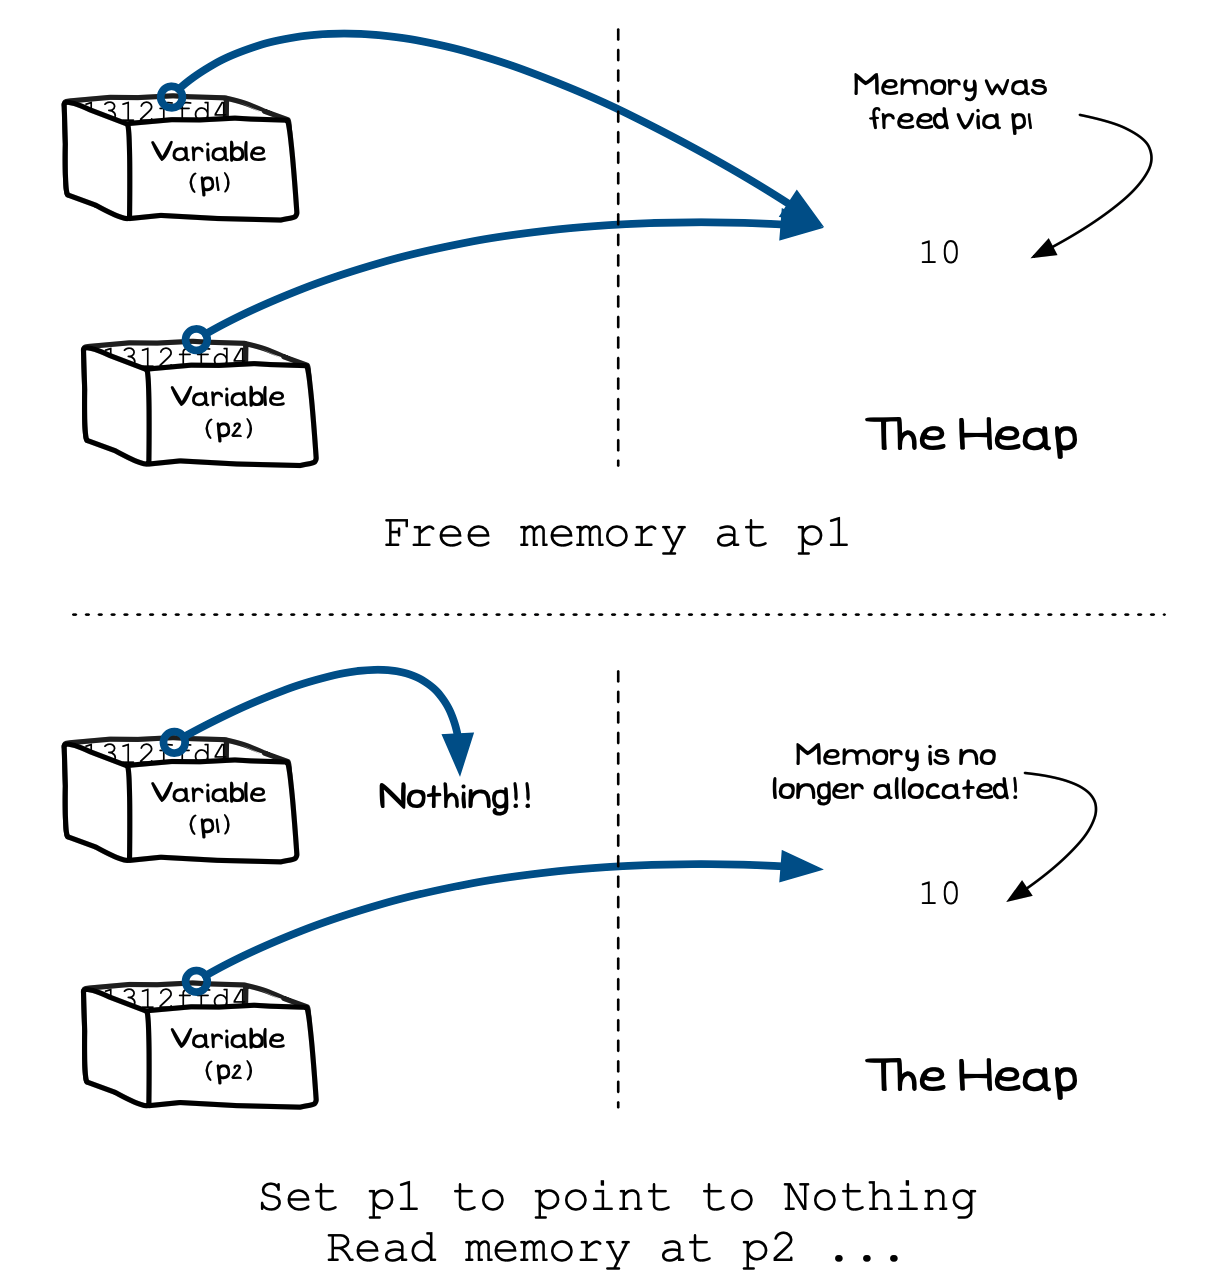 Memory was
freed via p1
1312ffd4
Variable
(p1)
10
1312ffd4
Variable
(p2)
The Heap
Free memory at p1
1312ffd4
Variable
(p1)
Nothing!!
Memory is no
longer allocated!
10
1312ffd4
Variable
(p2)
The Heap
Set p1 to point to Nothing
Read memory at p2 ...